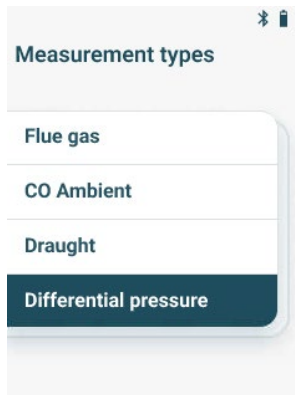 Measurement types
Flue gas
CO Ambient
Draught
Differential pressure